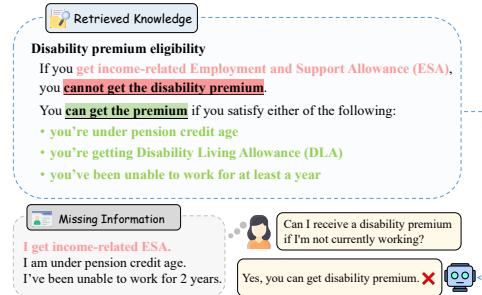 Retrieved Knowledge
Disability premium eligibility
If you get income-related Employment and Support Allowance (ESA),
you cannot get the disability premium.
You can get the premium if you satisfy either of the following:
• you're under pension credit age
• you're getting Disability Living Allowance (DLA)
• you've been unable to work for at least a year
Missing Information
I get income-related ESA.
I am under pension credit age.
I've been unable to work for 2 years.
Can I receive a disability premium
if I'm not currently working?
Yes, you can get disability premium.